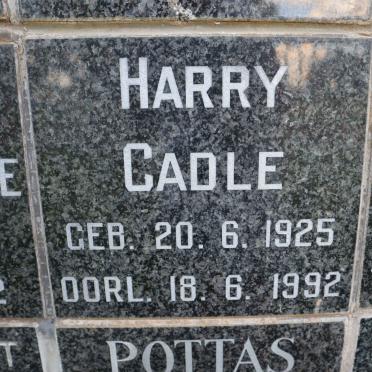 HARRY
CADLE
GEB. 20. 6. 1925
OORL. 18. 6. 1992
POTTAS